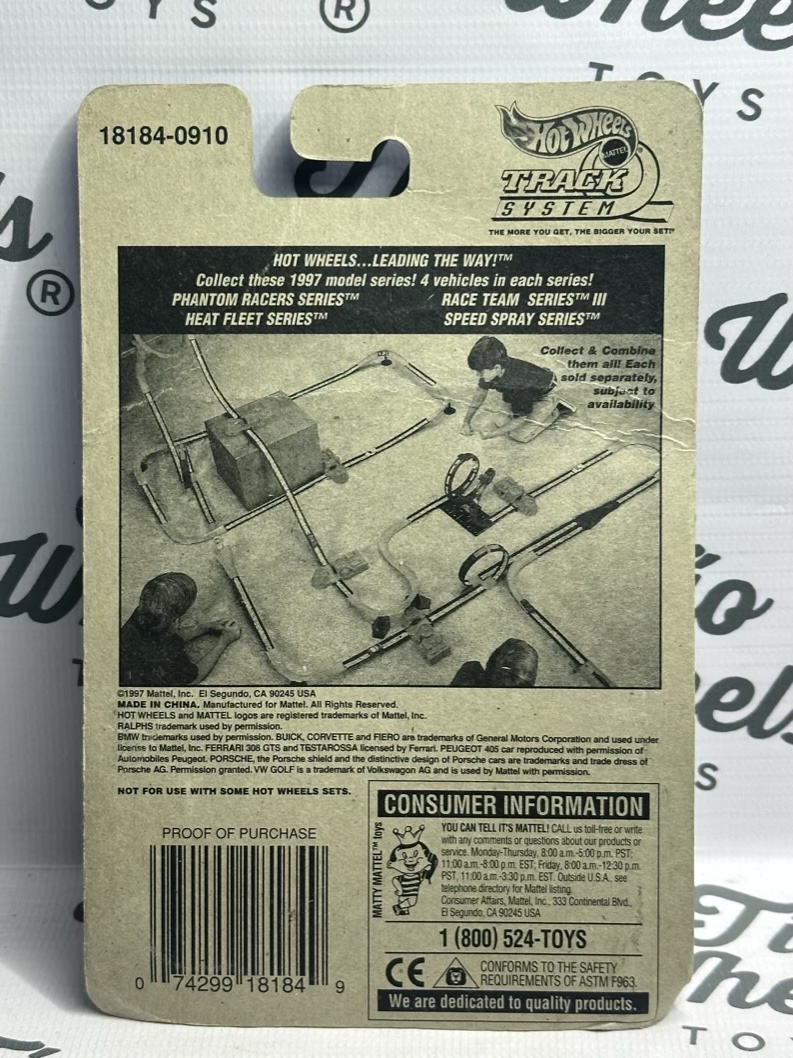 TOYS ®
Wheels
TOYS
18184-0910
Hot Wheels
MATTEL
TRACK
SYSTEM
THE MORE YOU GET, THE BIGGER YOUR SET!™
®
HOT WHEELS...LEADING THE WAY!™
Collect these 1997 model series! 4 vehicles in each series!
PHANTOM RACERS SERIES™ RACE TEAM SERIES™ III
HEAT FLEET SERIES™ SPEED SPRAY SERIES™
Collect & Combine
them all! Each
sold separately,
subject to
availability
©1997 Mattel, Inc. El Segundo, CA 90245 USA
MADE IN CHINA. Manufactured for Mattel. All Rights Reserved.
HOT WHEELS and MATTEL logos are registered trademarks of Mattel, Inc.
RALPHS trademark used by permission.
BMW trademarks used by permission. BUICK, CORVETTE and FIERO are trademarks of General Motors Corporation and used under
license to Mattel, Inc. FERRARI 308 GTS and TESTAROSSA licensed by Ferrari. PEUGEOT 405 car reproduced with permission of
Automobiles Peugeot. PORSCHE, the Porsche shield and the distinctive design of Porsche cars are trademarks and trade dress of
Porsche AG. Permission granted. VW GOLF is a trademark of Volkswagen AG and is used by Mattel with permission.
NOT FOR USE WITH SOME HOT WHEELS SETS.
PROOF OF PURCHASE
0 74299 18184 9
CONSUMER INFORMATION
MATTY MATTEL™ toys
YOU CAN TELL IT'S MATTEL! CALL us toll-free or write
with any comments or questions about our products or
service. Monday-Thursday, 8:00 a.m.-5:00 p.m. PST;
11:00 a.m.-8:00 p.m. EST; Friday, 8:00 a.m.-12:30 p.m.
PST, 11:00 a.m.-3:30 p.m. EST. Outside U.S.A., see
telephone directory for Mattel listing.
Consumer Affairs, Mattel, Inc., 333 Continental Blvd.,
El Segundo, CA 90245 USA
1 (800) 524-TOYS
CE
CONFORMS TO THE SAFETY
REQUIREMENTS OF ASTM F963.
We are dedicated to quality products.